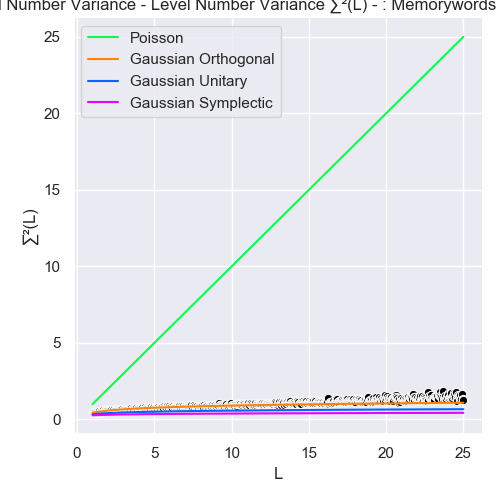 l Number Variance - Level Number Variance ∑²(L) - : Memorywords
25
20
15
10
5
0
∑²(L)
Poisson
Gaussian Orthogonal
Gaussian Unitary
Gaussian Symplectic
0 5 10 15 20 25
L